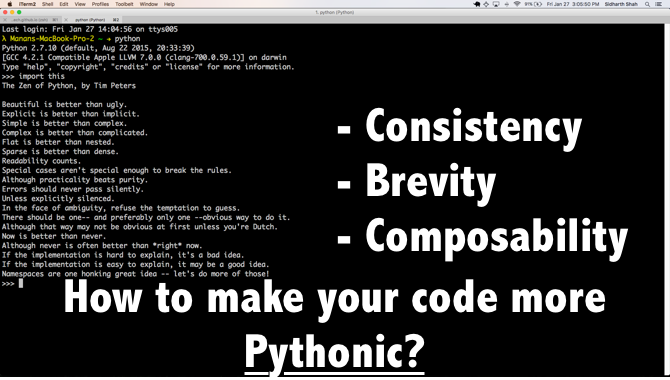 iTerm2 Shell Edit View Profiles Toolbelt Window Help
Fri Jan 27 3:05:50 PM Sidharth Shah
1. python (Python)
python (Python)
Last login: Fri Jan 27 14:04:56 on ttys005
λ Manans-MacBook-Pro-2 ~ → python
Python 2.7.10 (default, Aug 22 2015, 20:33:39)
[GCC 4.2.1 Compatible Apple LLVM 7.0.0 (clang-700.0.59.1)] on darwin
Type "help", "copyright", "credits" or "license" for more information.
>>> import this
The Zen of Python, by Tim Peters
Beautiful is better than ugly.
Explicit is better than implicit.
Simple is better than complex.
Complex is better than complicated.
Flat is better than nested.
Sparse is better than dense.
Readability counts.
Special cases aren't special enough to break the rules.
Although practicality beats purity.
Errors should never pass silently.
Unless explicitly silenced.
In the face of ambiguity, refuse the temptation to guess.
There should be one-- and preferably only one --obvious way to do it.
Although that way may not be obvious at first unless you're Dutch.
Now is better than never.
Although never is often better than *right* now.
If the implementation is hard to explain, it's a bad idea.
If the implementation is easy to explain, it may be a good idea.
Namespaces are one honking great idea -- let's do more of those!
>>>
- Consistency
- Brevity
- Composability
How to make your code more
Pythonic?